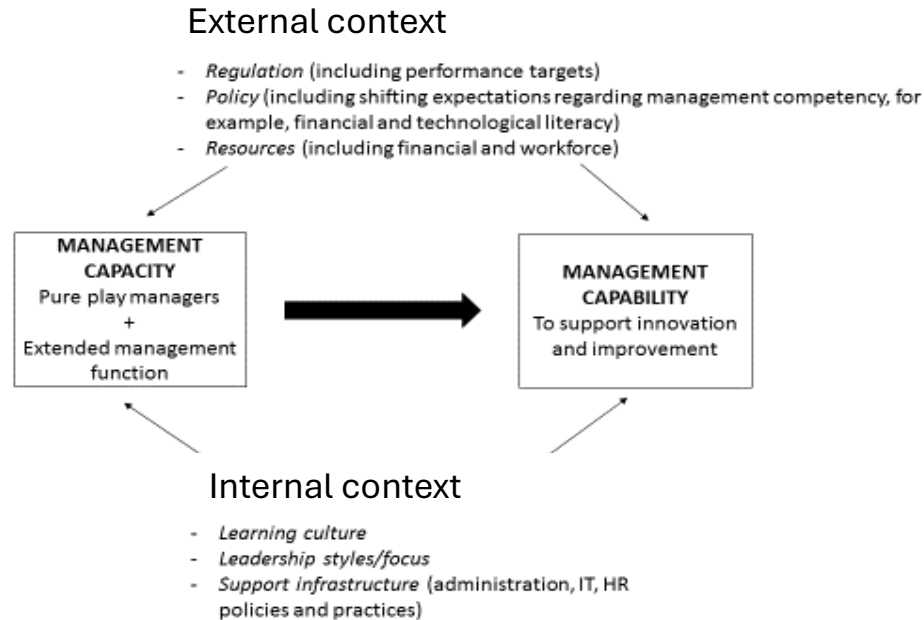 External context
- Regulation (including performance targets)
- Policy (including shifting expectations regarding management competency, for
example, financial and technological literacy)
- Resources (including financial and workforce)
MANAGEMENT
CAPACITY
Pure play managers
+
Extended management
function
MANAGEMENT
CAPABILITY
To support innovation
and improvement
Internal context
- Learning culture
- Leadership styles/focus
- Support infrastructure (administration, IT, HR
policies and practices)